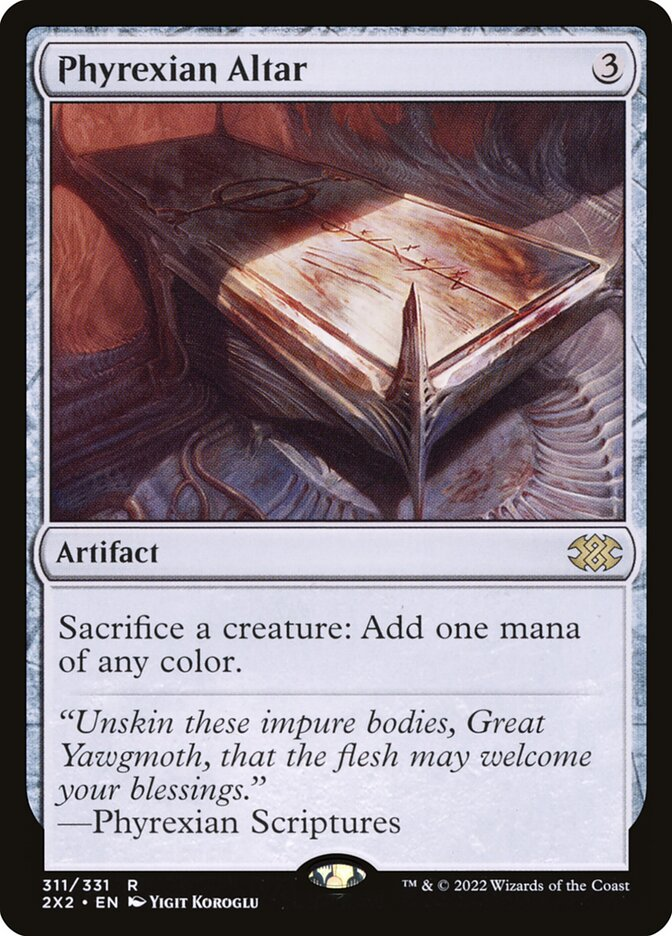 Phyrexian Altar 3
Artifact
Sacrifice a creature: Add one mana
of any color.
“Unskin these impure bodies, Great
Yawgmoth, that the flesh may welcome
your blessings.”
—Phyrexian Scriptures
311/331 R
2X2 • EN Yigit Koroglu
™ & © 2022 Wizards of the Coast